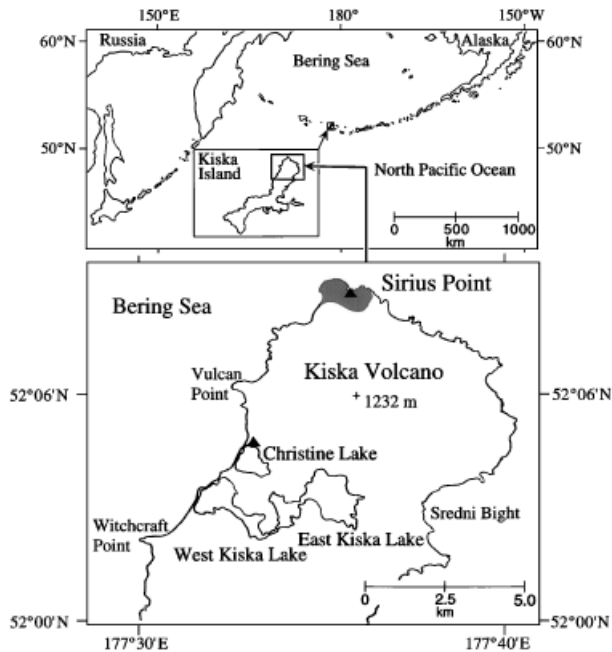 150°E
180°
150°W
60°N
60°N
Russia
Alaska
Bering Sea
50°N
50°N
Kiska
Island
North Pacific Ocean
0 500 1000
km
Bering Sea
Sirius Point
Vulcan
Point
Kiska Volcano
52°06'N
52°06'N
+ 1232 m
Christine Lake
Sredni Bight
Witchcraft
Point
East Kiska Lake
West Kiska Lake
0 2.5 5.0
km
52°00'N
52°00'N
177°30'E
177°40'E